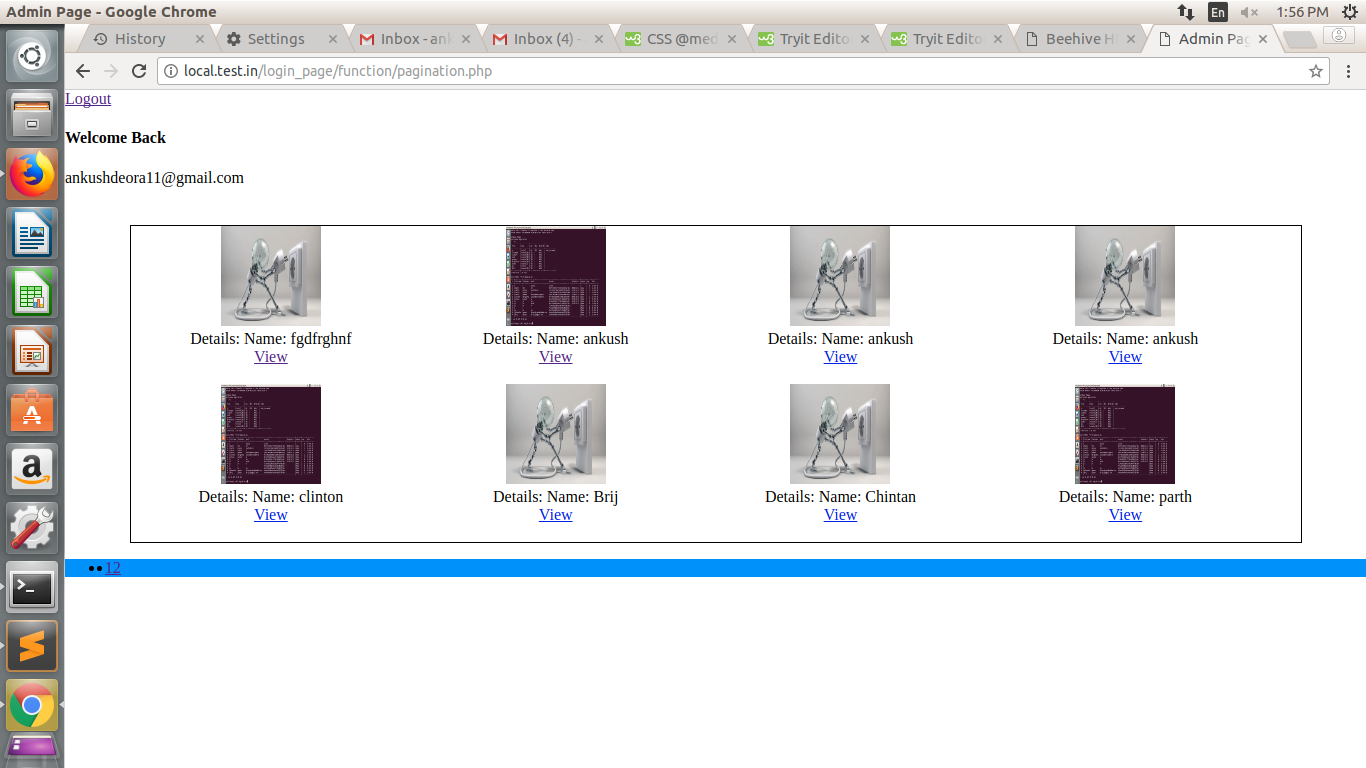 Admin Page - Google Chrome
En
1:56 PM
History
Settings
Inbox - ank
Inbox (4) -
CSS @med
Tryit Edito
Tryit Edito
Beehive H
Admin Pag
local.test.in/login_page/function/pagination.php
Logout
Welcome Back
ankushdeora11@gmail.com
Details: Name: fgdfrghnf
Details: Name: ankush
Details: Name: ankush
Details: Name: ankush
View
View
View
View
Details: Name: clinton
Details: Name: Brij
Details: Name: Chintan
Details: Name: parth
View
View
View
View
••12